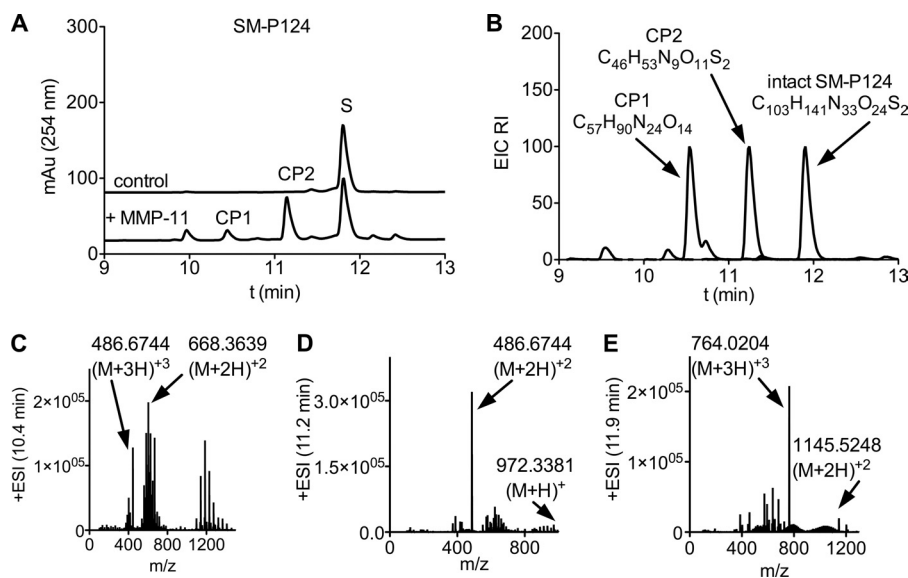 A
SM-P124
mAu (254 nm)
300
200
100
0
control
+ MMP-11
CP1
CP2
S
9
10
11
12
13
t (min)
B
EIC RI
200
150
100
50
0
CP2
C46H53N9O11S2
CP1
C57H90N24O14
intact SM-P124
C103H141N33O24S2
9
10
11
12
13
t (min)
C
486.6744
(M+3H)+3
668.3639
(M+2H)+2
+ESI (10.4 min)
2×10^05
1×10^05
0
0
400
800
1200
m/z
D
486.6744
(M+2H)+2
972.3381
(M+H)+
+ESI (11.2 min)
3.0×10^05
1.5×10^05
0.0
0
400
800
m/z
E
764.0204
(M+3H)+3
1145.5248
(M+2H)+2
+ESI (11.9 min)
2×10^05
1×10^05
0
0
400
800
1200
m/z